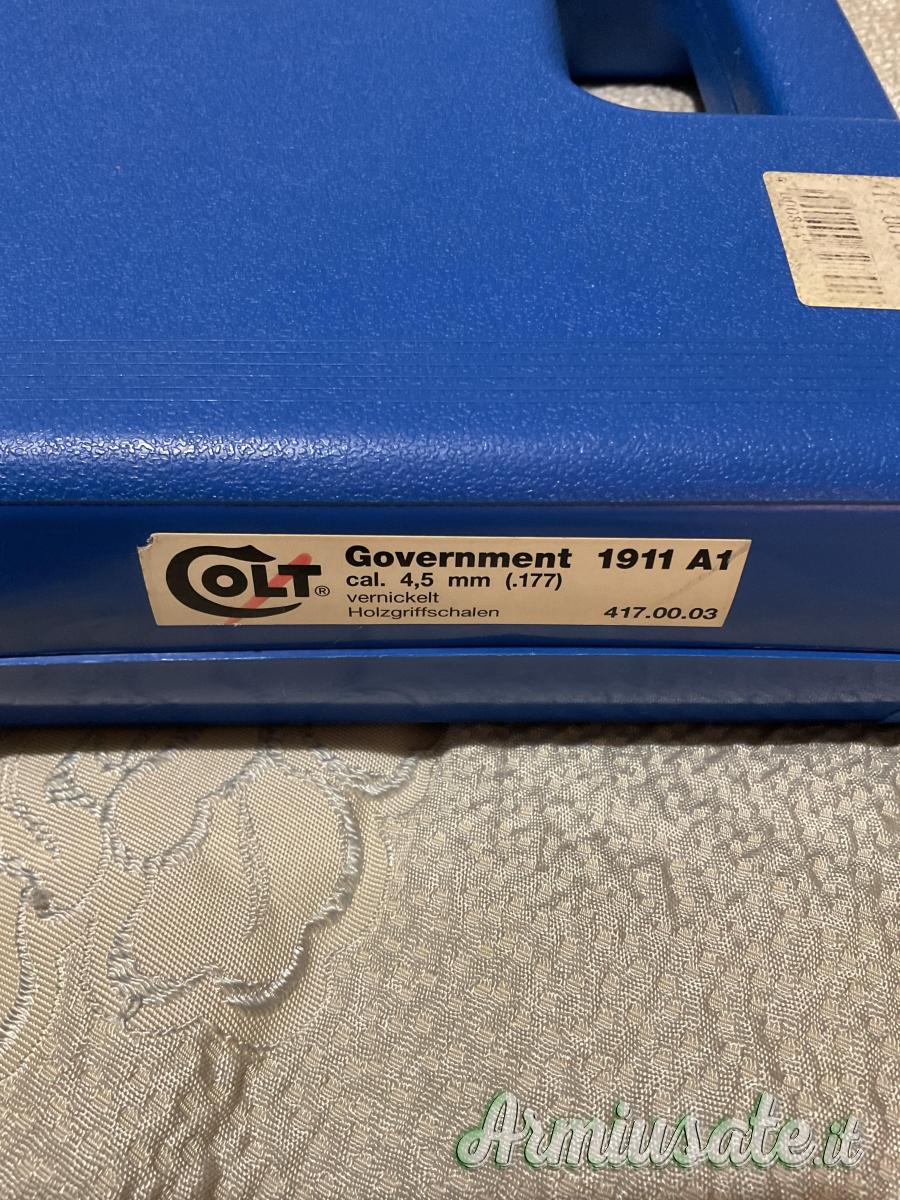 COLT® Government 1911 A1
cal. 4,5 mm (.177)
vernickelt
Holzgriffschalen 417.00.03
Armiusate.it